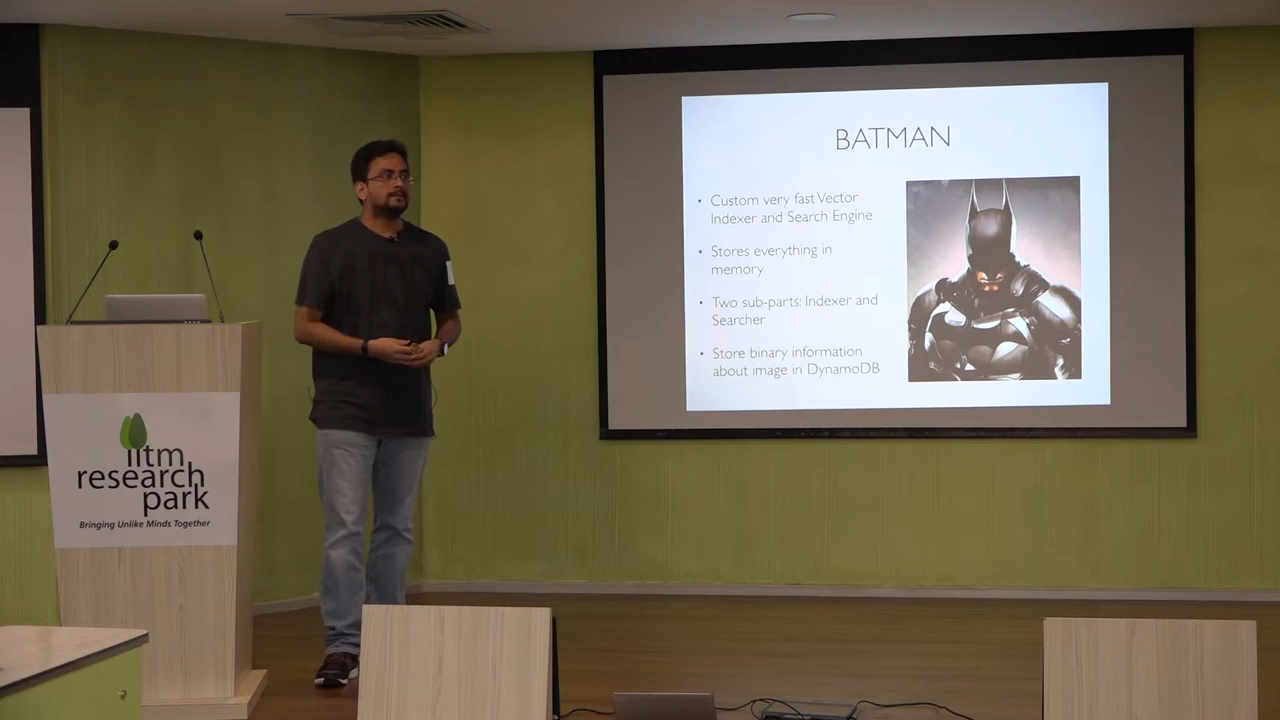 BATMAN
• Custom very fast Vector
Indexer and Search Engine
• Stores everything in
memory
• Two sub-parts: Indexer and
Searcher
• Store binary information
about image in DynamoDB
iitm
research
park
Bringing Unlike Minds Together